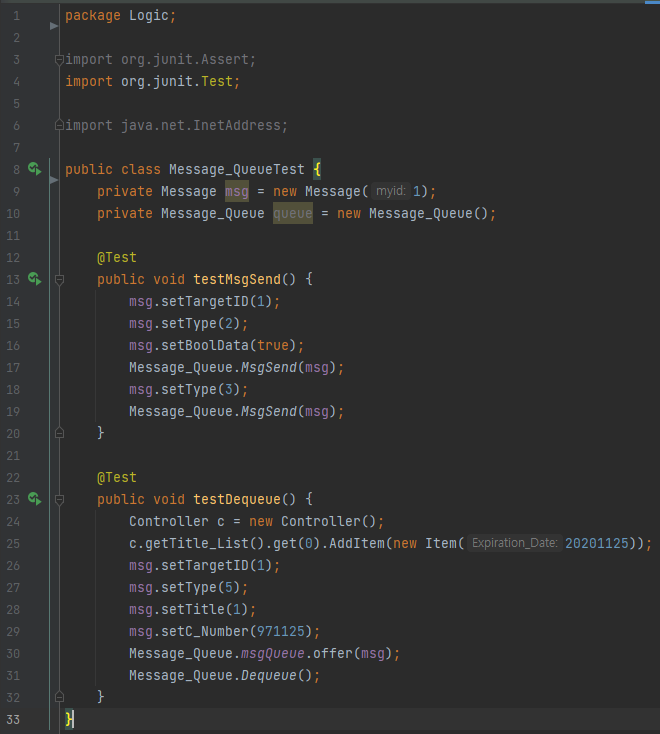 1 package Logic;
2
3 import org.junit.Assert;
4 import org.junit.Test;
5
6 import java.net.InetAddress;
7
8 public class Message_QueueTest {
9 private Message msg = new Message( myid: 1);
10 private Message_Queue queue = new Message_Queue();
11
12 @Test
13 public void testMsgSend() {
14 msg.setTargetID(1);
15 msg.setType(2);
16 msg.setBoolData(true);
17 Message_Queue.MsgSend(msg);
18 msg.setType(3);
19 Message_Queue.MsgSend(msg);
20 }
21
22 @Test
23 public void testDequeue() {
24 Controller c = new Controller();
25 c.getTitle_List().get(0).AddItem(new Item( Expiration_Date: 20201125));
26 msg.setTargetID(1);
27 msg.setType(5);
28 msg.setTitle(1);
29 msg.setC_Number(971125);
30 Message_Queue.msgQueue.offer(msg);
31 Message_Queue.Dequeue();
32 }
33 }